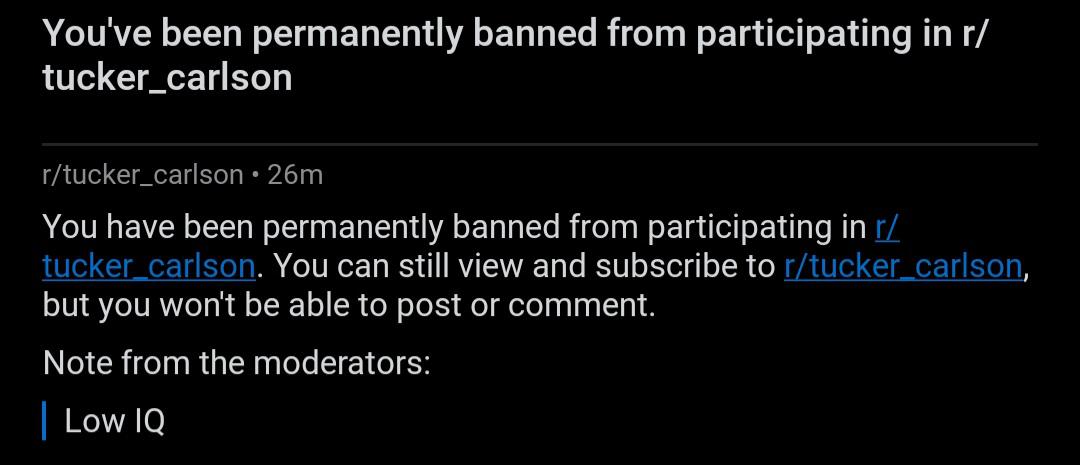 You've been permanently banned from participating in r/
tucker_carlson
r/tucker_carlson • 26m
You have been permanently banned from participating in r/
tucker_carlson. You can still view and subscribe to r/tucker_carlson,
but you won't be able to post or comment.
Note from the moderators:
Low IQ